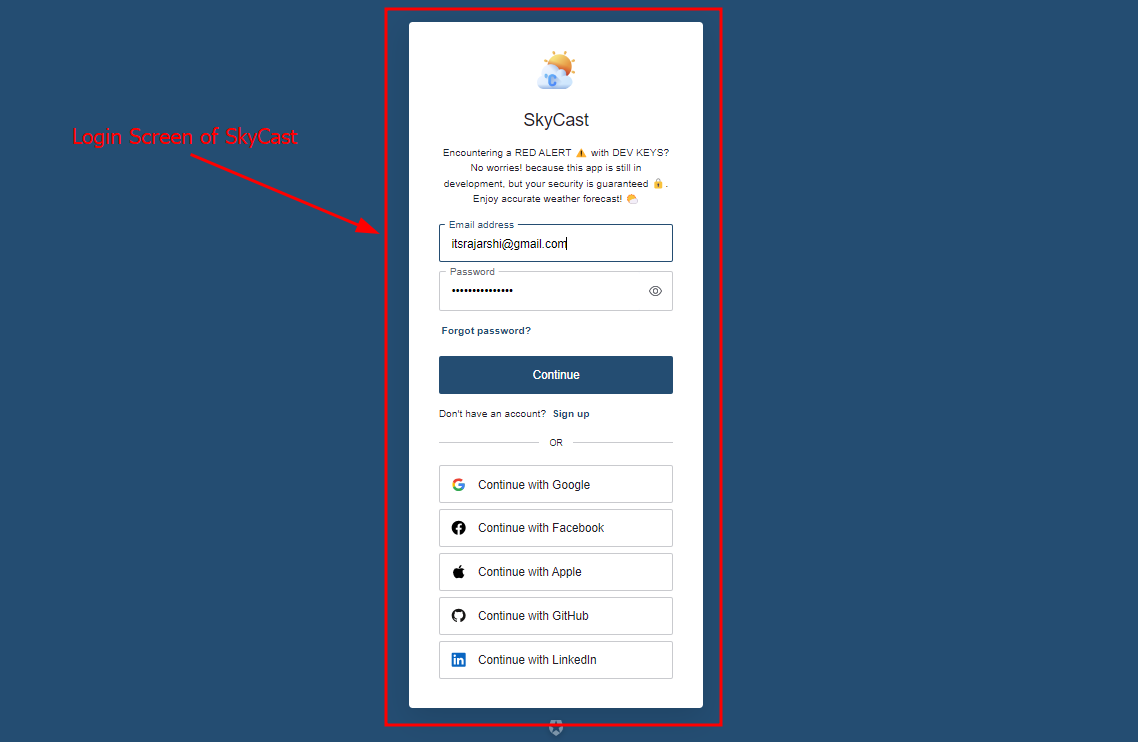 Login Screen of SkyCast
°C
SkyCast
Encountering a RED ALERT ⚠️ with DEV KEYS?
No worries! because this app is still in
development, but your security is guaranteed 🔒.
Enjoy accurate weather forecast! 🌤️
Email address
itsrajarshi@gmail.com
Password
•••••••••••••••
Forgot password?
Continue
Don't have an account? Sign up
OR
Continue with Google
Continue with Facebook
Continue with Apple
Continue with GitHub
in Continue with LinkedIn